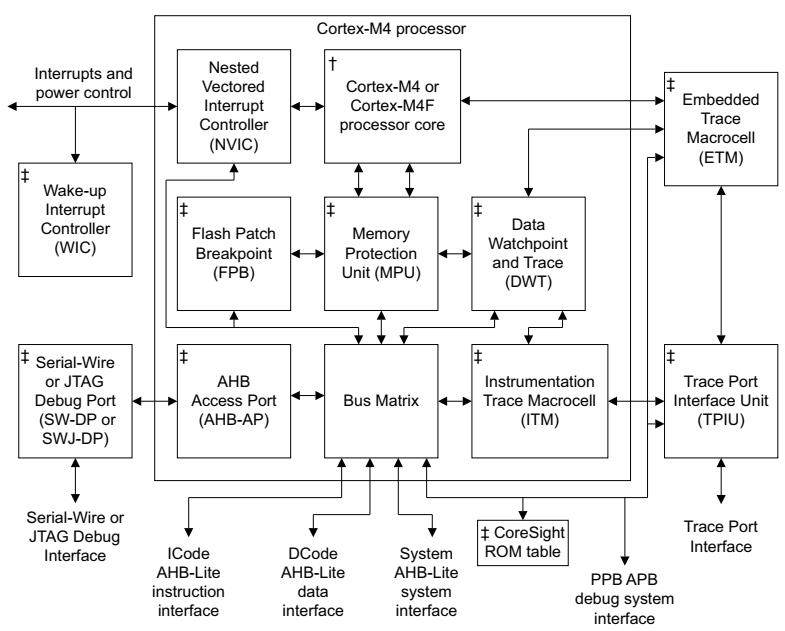 Cortex-M4 processor
Interrupts and
power control
Nested
Vectored
Interrupt
Controller
(NVIC)
†
Cortex-M4 or
Cortex-M4F
processor core
‡
Embedded
Trace
Macrocell
(ETM)
‡
Wake-up
Interrupt
Controller
(WIC)
‡
Flash Patch
Breakpoint
(FPB)
‡
Memory
Protection
Unit (MPU)
‡
Data
Watchpoint
and Trace
(DWT)
‡
Serial-Wire
or JTAG
Debug Port
(SW-DP or
SWJ-DP)
‡
AHB
Access Port
(AHB-AP)
Bus Matrix
‡
Instrumentation
Trace Macrocell
(ITM)
‡
Trace Port
Interface Unit
(TPIU)
Serial-Wire or
JTAG Debug
Interface
ICode
AHB-Lite
instruction
interface
DCode
AHB-Lite
data
interface
System
AHB-Lite
system
interface
‡ CoreSight
ROM table
PPB APB
debug system
interface
Trace Port
Interface